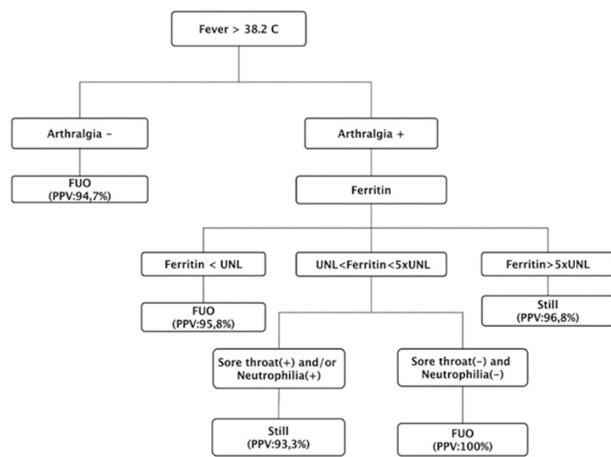 Fever > 38.2 C
Arthralgia -
Arthralgia +
FUO
(PPV:94,7%)
Ferritin
Ferritin < UNL
UNL<Ferritin<5xUNL
Ferritin>5xUNL
FUO
(PPV:95,8%)
Still
(PPV:96,8%)
Sore throat(+) and/or
Neutrophilia(+)
Sore throat(-) and
Neutrophilia(-)
Still
(PPV:93,3%)
FUO
(PPV:100%)